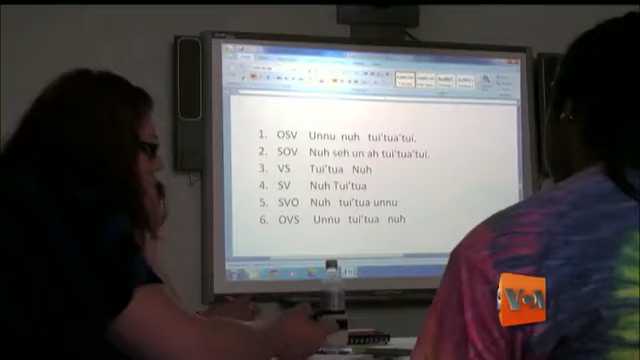 1. OSV Unnu nuh tui'tua'tui.
2. SOV Nuh seh un ah tui'tua'tui.
3. VS Tui'tua Nuh
4. SV Nuh Tui'tua
5. SVO Nuh tui'tua unnu
6. OVS Unnu tui'tua nuh
VOA